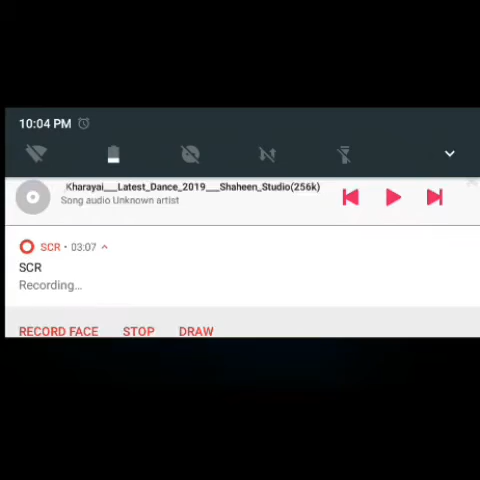 10:04 PM
Kharayai___Latest_Dance_2019___Shaheen_Studio(256k)
Song audio Unknown artist
SCR • 03:07
SCR
Recording...
RECORD FACE STOP DRAW